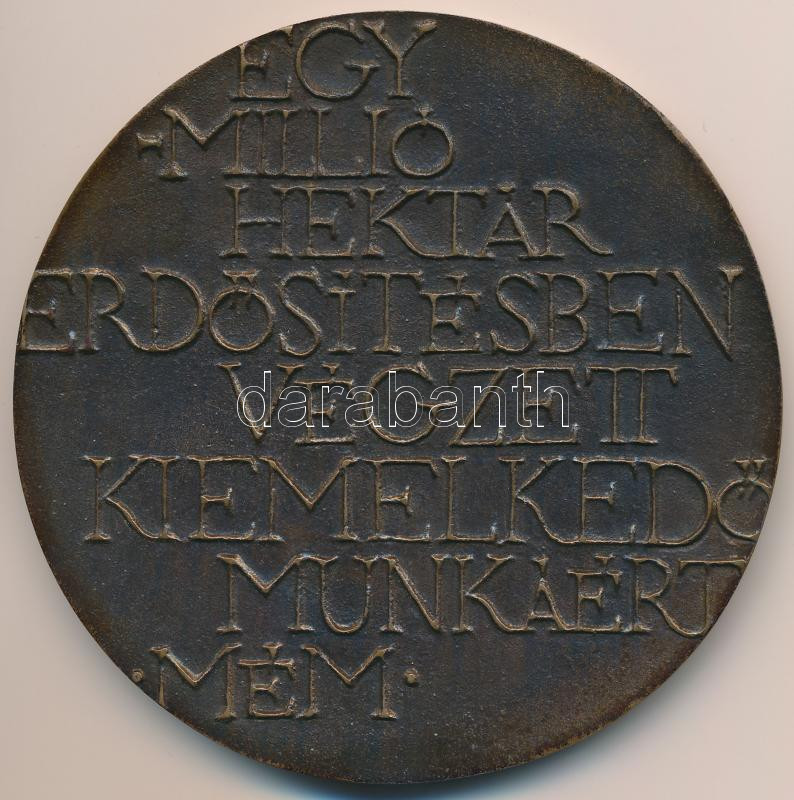 EGY
·MILLIÓ
HEKTÁR
ERDŐSÍTÉSBEN
VÉGZETT
darabanth
KIEMELKEDŐ
MUNKÁÉRT
·MÉM·